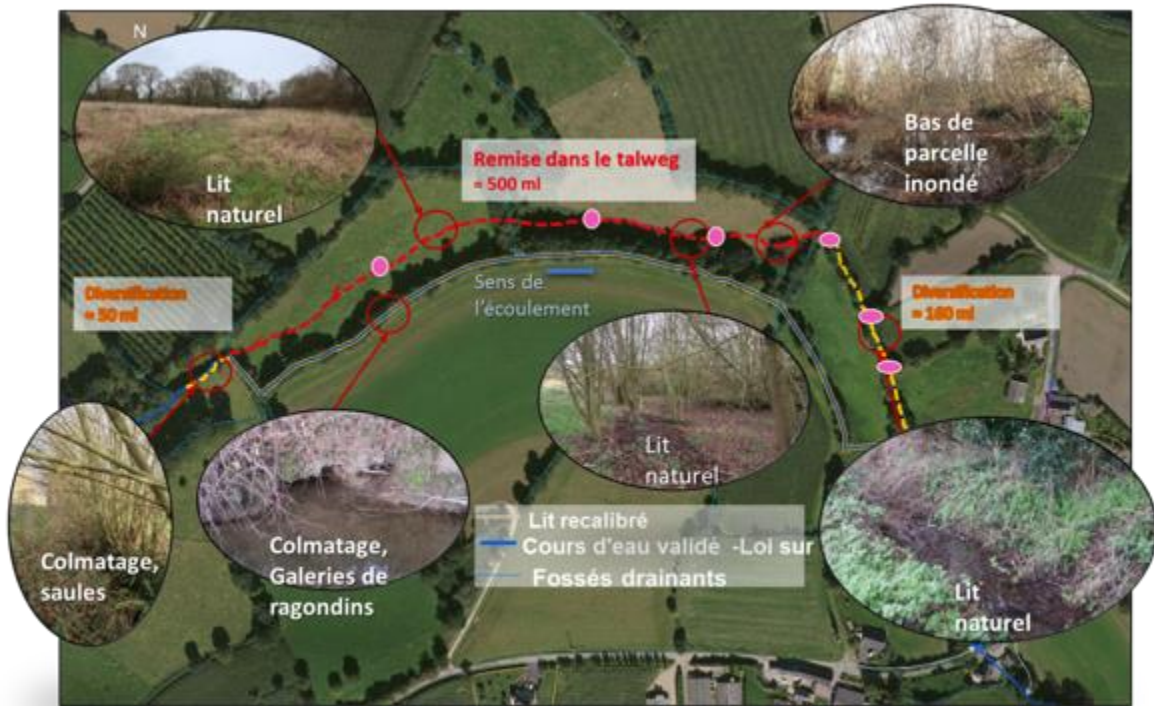 N
Lit
naturel
Remise dans le talweg
≈ 500 ml
Bas de
parcelle
inondé
Diversification
≈ 50 ml
Sens de
l'écoulement
Diversification
≈ 160 ml
Colmatage,
saules
Colmatage,
Galeries de
ragondins
Lit
naturel
Lit recalibré
Cours d'eau validé -Loi sur
Fossés drainants
Lit
naturel